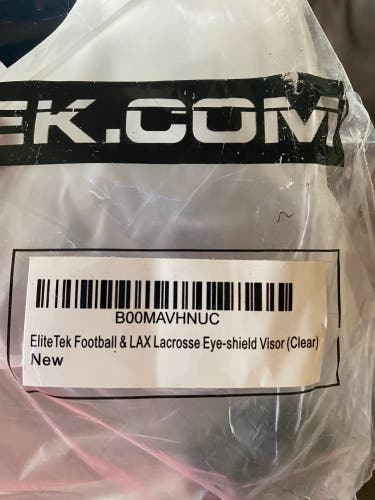 EK.COM
B00MAVHNUC
EliteTek Football & LAX Lacrosse Eye-shield Visor (Clear)
New